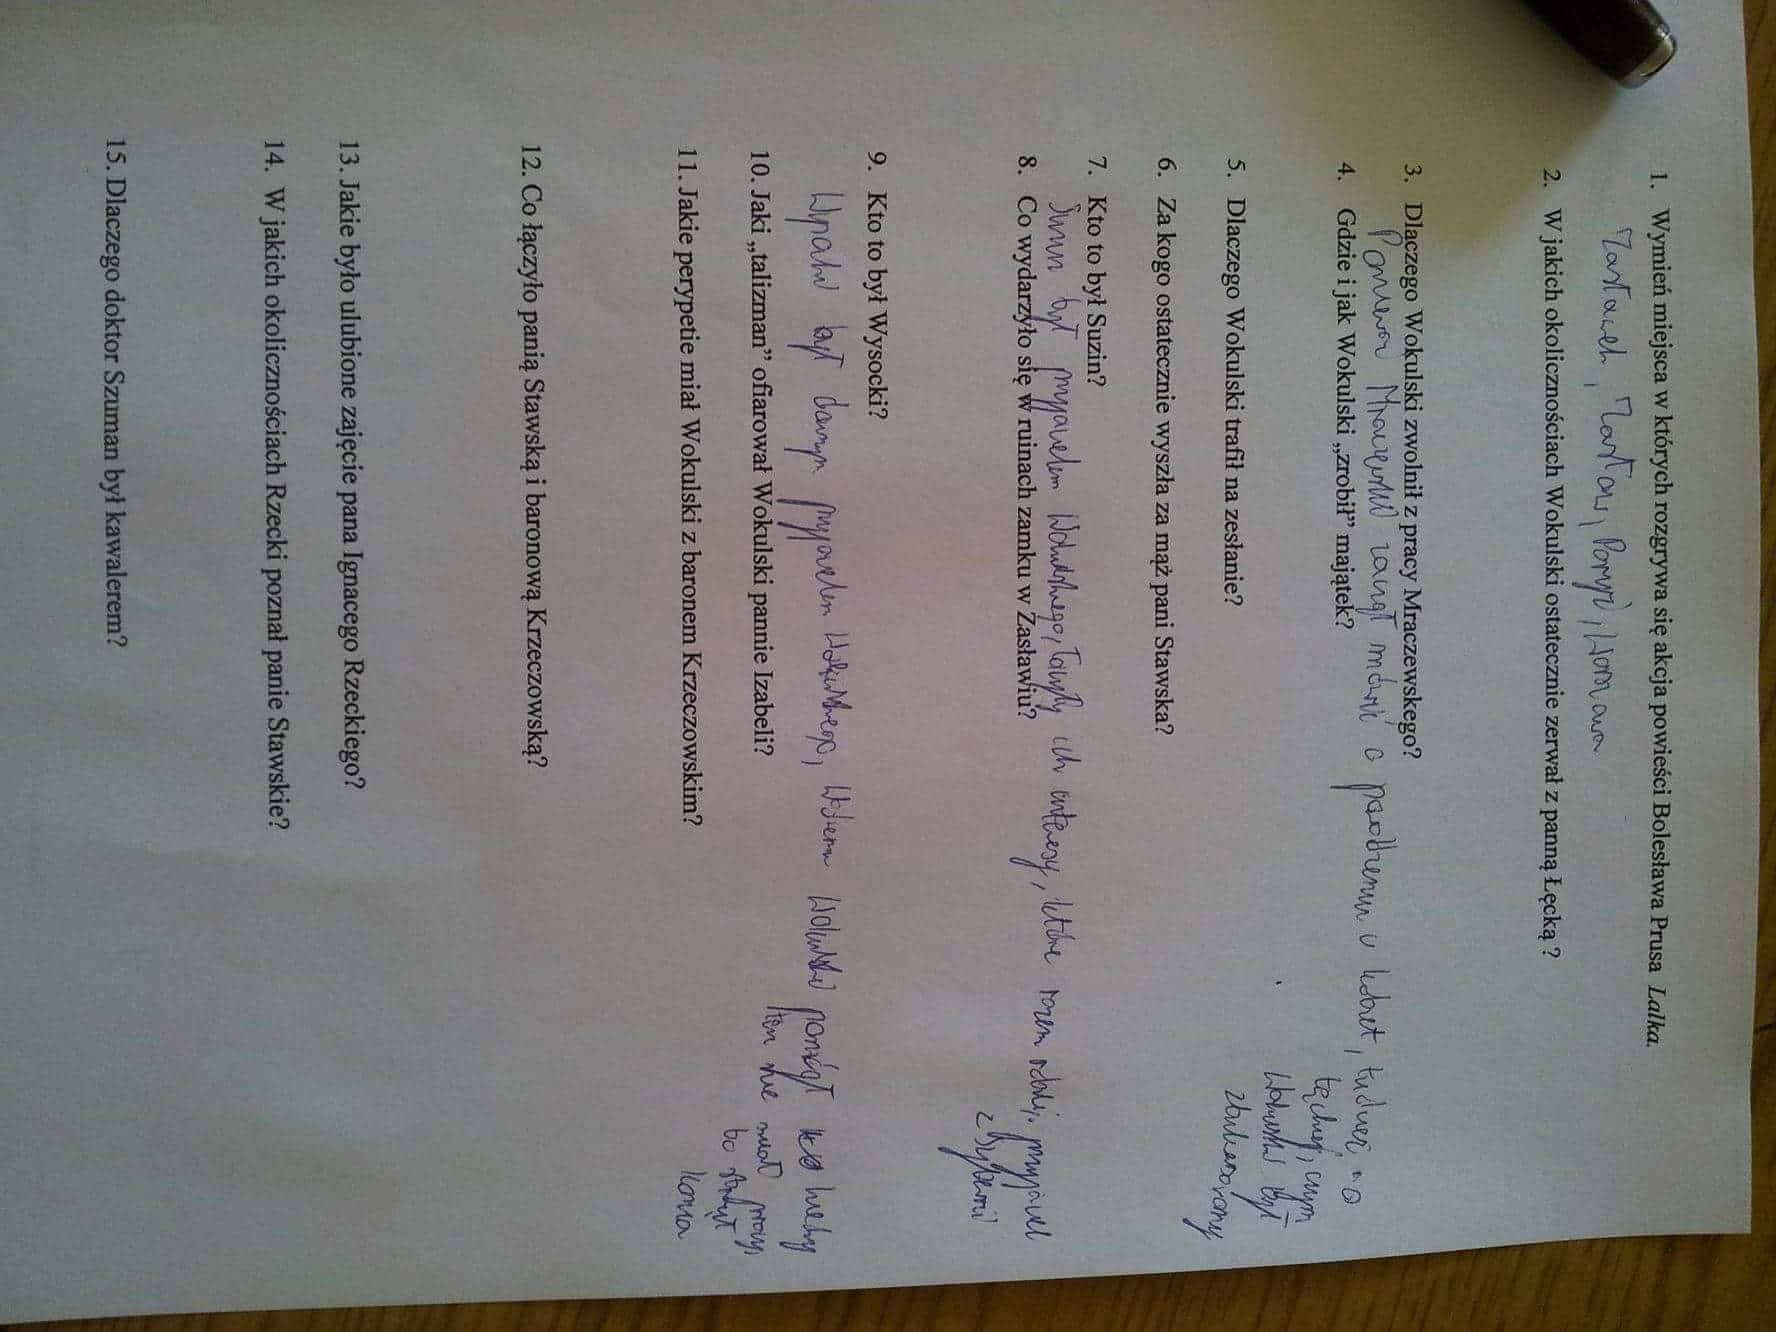 1. Wymień miejsca w których rozgrywa się akcja powieści Bolesława Prusa Lalka.
Zasławek, Zasław, Paryż, Warszawa
2. W jakich okolicznościach Wokulski ostatecznie zerwał z panną Łęcką ?
3. Dlaczego Wokulski zwolnił z pracy Mraczewskego?
Ponieważ Mraczewski zaczął mówić o powodzeniu u kobiet, również o
Łęckiej, czym
Wokulski był
zbulwersowany
4. Gdzie i jak Wokulski „zrobił” majątek?
5. Dlaczego Wokulski trafił na zesłanie?
6. Za kogo ostatecznie wyszła za mąż pani Stawska?
7. Kto to był Suzin?
Suzin był przyjacielem Wokulskiego, łączyły ich interesy, które razem robili. przyjaciel
z Syberii
8. Co wydarzyło się w ruinach zamku w Zasławiu?
9. Kto to był Wysocki?
Wysocki był dawnym przyjacielem Wokulskiego, któremu Wokulski pomógł kiedy
ten nie miał pracy,
bo stracił
konia
10. Jaki „talizman” ofiarował Wokulski pannie Izabeli?
11. Jakie perypetie miał Wokulski z baronem Krzeczowskim?
12. Co łączyło panią Stawską i baronową Krzeczowską?
13. Jakie było ulubione zajęcie pana Ignacego Rzeckiego?
14. W jakich okolicznościach Rzecki poznał panie Stawskie?
15. Dlaczego doktor Szuman był kawalerem?